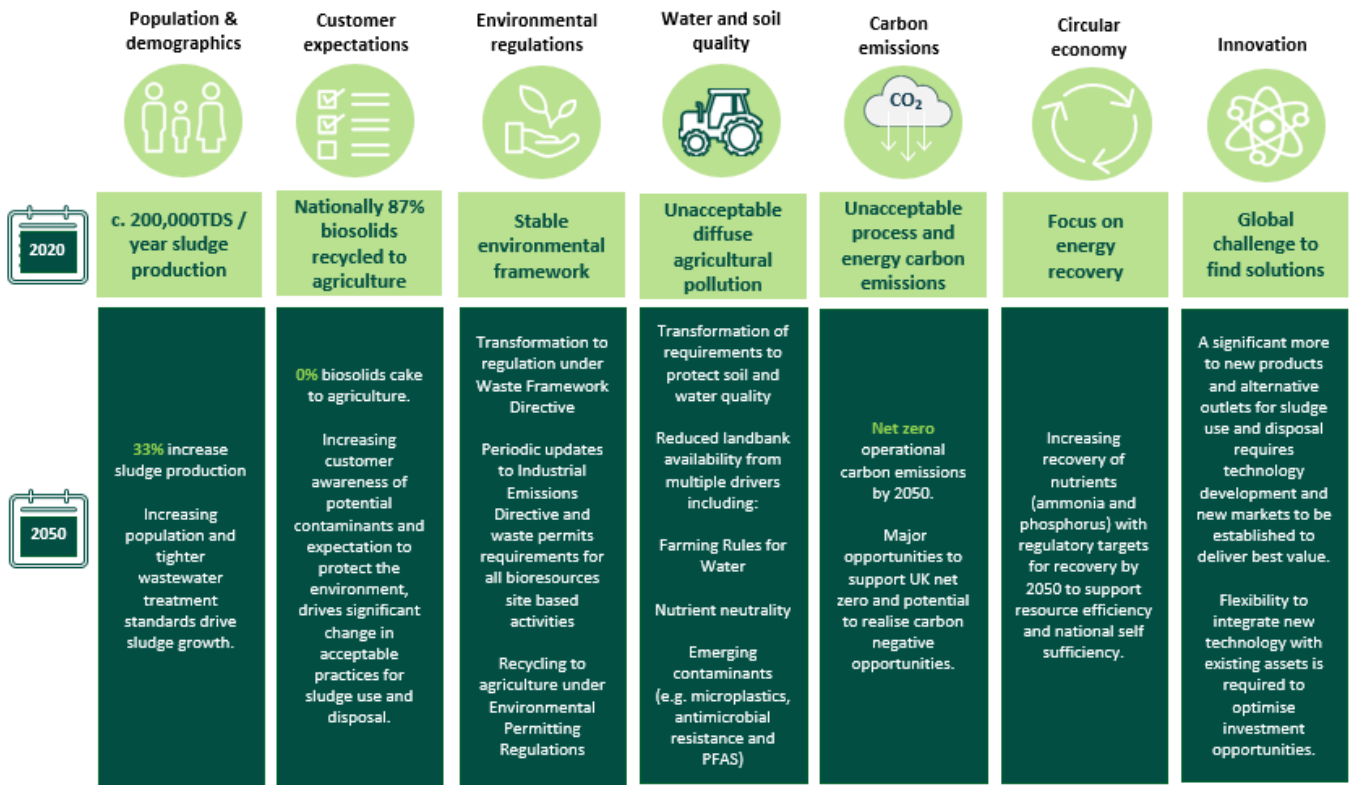 Population &
demographics
Customer
expectations
Environmental
regulations
Water and soil
quality
Carbon
emissions
Circular
economy
Innovation
CO₂
2020
c. 200,000TDS /
year sludge
production
Nationally 87%
biosolids
recycled to
agriculture
Stable
environmental
framework
Unacceptable
diffuse
agricultural
pollution
Unacceptable
process and
energy carbon
emissions
Focus on
energy
recovery
Global
challenge to
find solutions
2050
33% increase
sludge production
Increasing
population and
tighter
wastewater
treatment
standards drive
sludge growth.
0% biosolids cake
to agriculture.
Increasing
customer
awareness of
potential
contaminants and
expectation to
protect the
environment,
drives significant
change in
acceptable
practices for
sludge use and
disposal.
Transformation to
regulation under
Waste Framework
Directive
Periodic updates
to Industrial
Emissions
Directive and
waste permits
requirements for
all bioresources
site based
activities
Recycling to
agriculture under
Environmental
Permitting
Regulations
Transformation of
requirements to
protect soil and
water quality
Reduced landbank
availability from
multiple drivers
including:
Farming Rules for
Water
Nutrient neutrality
Emerging
contaminants
(e.g. microplastics,
antimicrobial
resistance and
PFAS)
Net zero
operational
carbon emissions
by 2050.
Major
opportunities to
support UK net
zero and potential
to realise carbon
negative
opportunities.
Increasing
recovery of
nutrients
(ammonia and
phosphorus) with
regulatory targets
for recovery by
2050 to support
resource efficiency
and national self
sufficiency.
A significant more
to new products
and alternative
outlets for sludge
use and disposal
requires
technology
development and
new markets to be
established to
deliver best value.
Flexibility to
integrate new
technology with
existing assets is
required to
optimise
investment
opportunities.